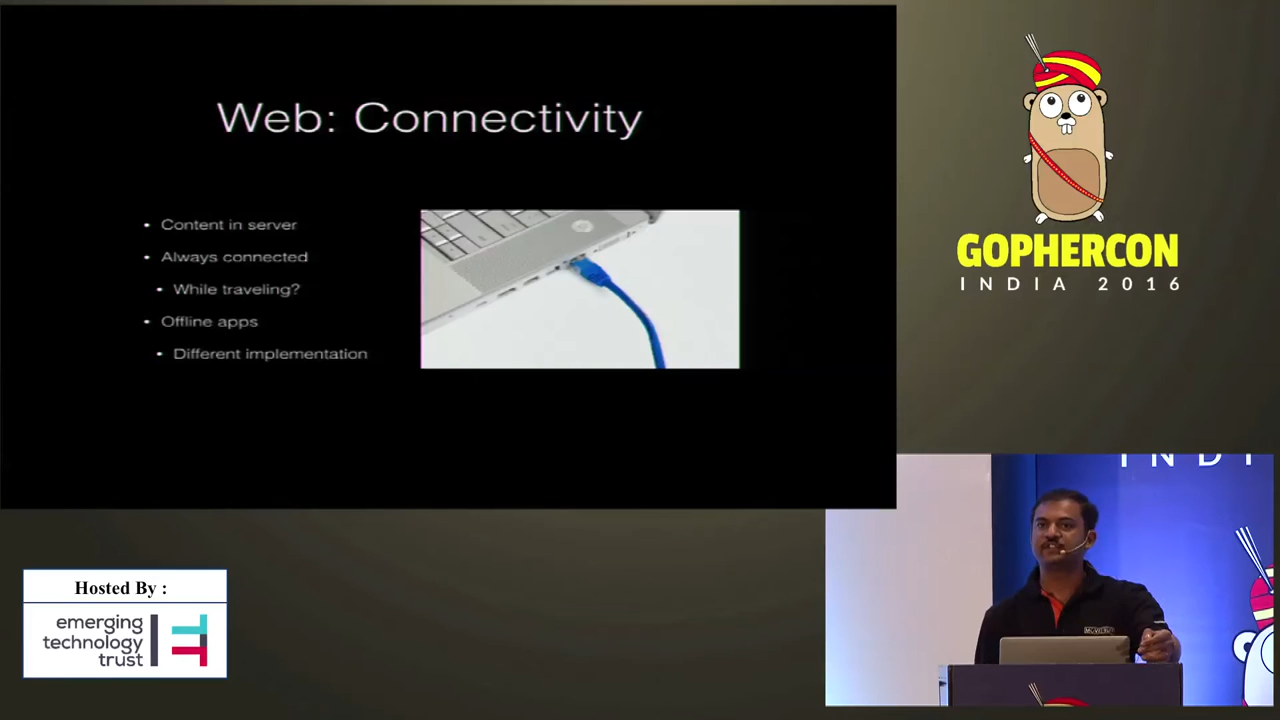 Web: Connectivity
• Content in server
• Always connected
• While traveling?
• Offline apps
• Different implementation
GOPHERCON
INDIA 2016
INDI
Hosted By :
emerging
technology
trust